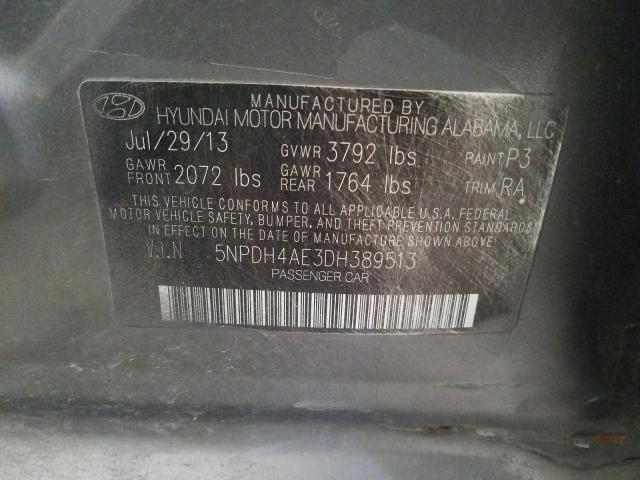 MANUFACTURED BY
HYUNDAI MOTOR MANUFACTURING ALABAMA, LLC
Jul/29/13 GVWR 3792 lbs PAINT P3
GAWR FRONT 2072 lbs GAWR REAR 1764 lbs TRIM RA
THIS VEHICLE CONFORMS TO ALL APPLICABLE U.S.A. FEDERAL
MOTOR VEHICLE SAFETY, BUMPER, AND THEFT PREVENTION STANDARDS
IN EFFECT ON THE DATE OF MANUFACTURE SHOWN ABOVE.
V.I.N 5NPDH4AE3DH389513
PASSENGER CAR